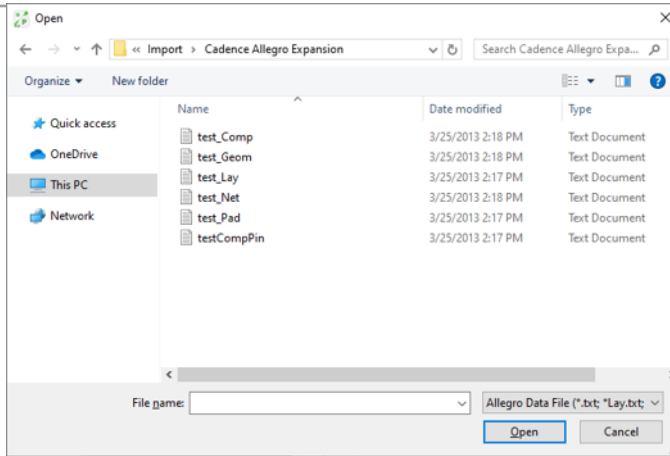 Open
« Import > Cadence Allegro Expansion
Search Cadence Allegro Expa...
Organize
New folder
Name
Date modified
Type
Quick access
OneDrive
This PC
Network
test_Comp 3/25/2013 2:18 PM Text Document
test_Geom 3/25/2013 2:18 PM Text Document
test_Lay 3/25/2013 2:17 PM Text Document
test_Net 3/25/2013 2:18 PM Text Document
test_Pad 3/25/2013 2:17 PM Text Document
testCompPin 3/25/2013 2:17 PM Text Document
File name:
Allegro Data File (*.txt; *Lay.txt;
Open
Cancel